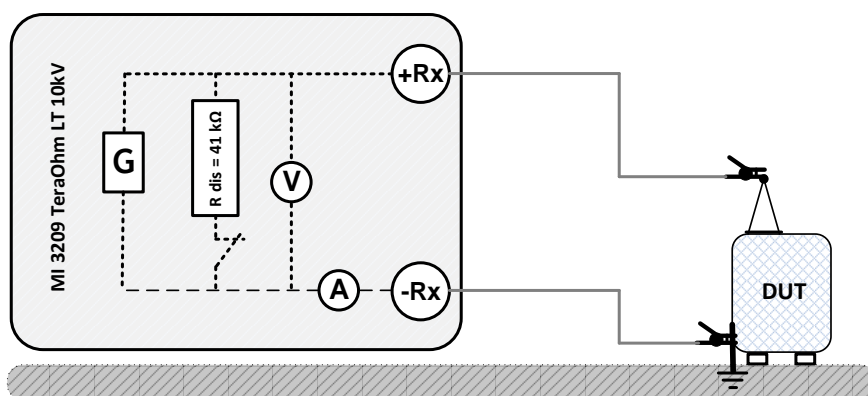 MI 3209 TeraOhm LT 10kV
G
R dis = 41 kΩ
V
A
+Rx
-Rx
DUT